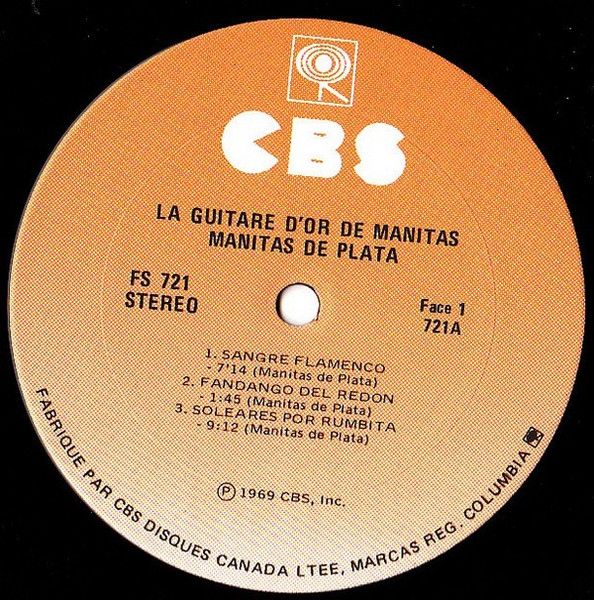 CBS
LA GUITARE D'OR DE MANITAS
MANITAS DE PLATA
FS 721
STEREO
Face 1
721A
1. SANGRE FLAMENCO
- 7'14 (Manitas de Plata)
2. FANDANGO DEL REDON
- 1:45 (Manitas de Plata)
3. SOLEARES POR RUMBITA
- 9:12 (Manitas de Plata)
Ⓟ 1969 CBS, Inc.
FABRIQUE PAR CBS DISQUES CANADA LTEE, MARCAS REG. COLUMBIA